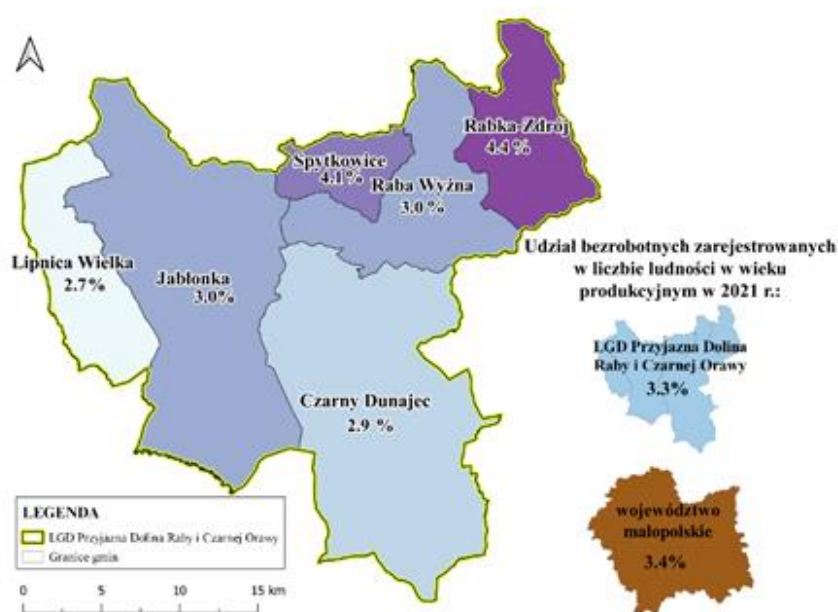 Rabka-Zdrój
4.4 %
Spytkowice
4.1%
Raba Wyżna
3.0 %
Lipnica Wielka
2.7%
Jabłonka
3.0%
Czarny Dunajec
2.9 %
Udział bezrobotnych zarejestrowanych
w liczbie ludności w wieku
produkcyjnym w 2021 r.:
LGD Przyjazna Dolina
Raby i Czarnej Orawy
3.3%
województwo
małopolskie
3.4%
LEGENDA
LGD Przyjazna Dolina Raby i Czarnej Orawy
Granice gmin
0 5 10 15 km